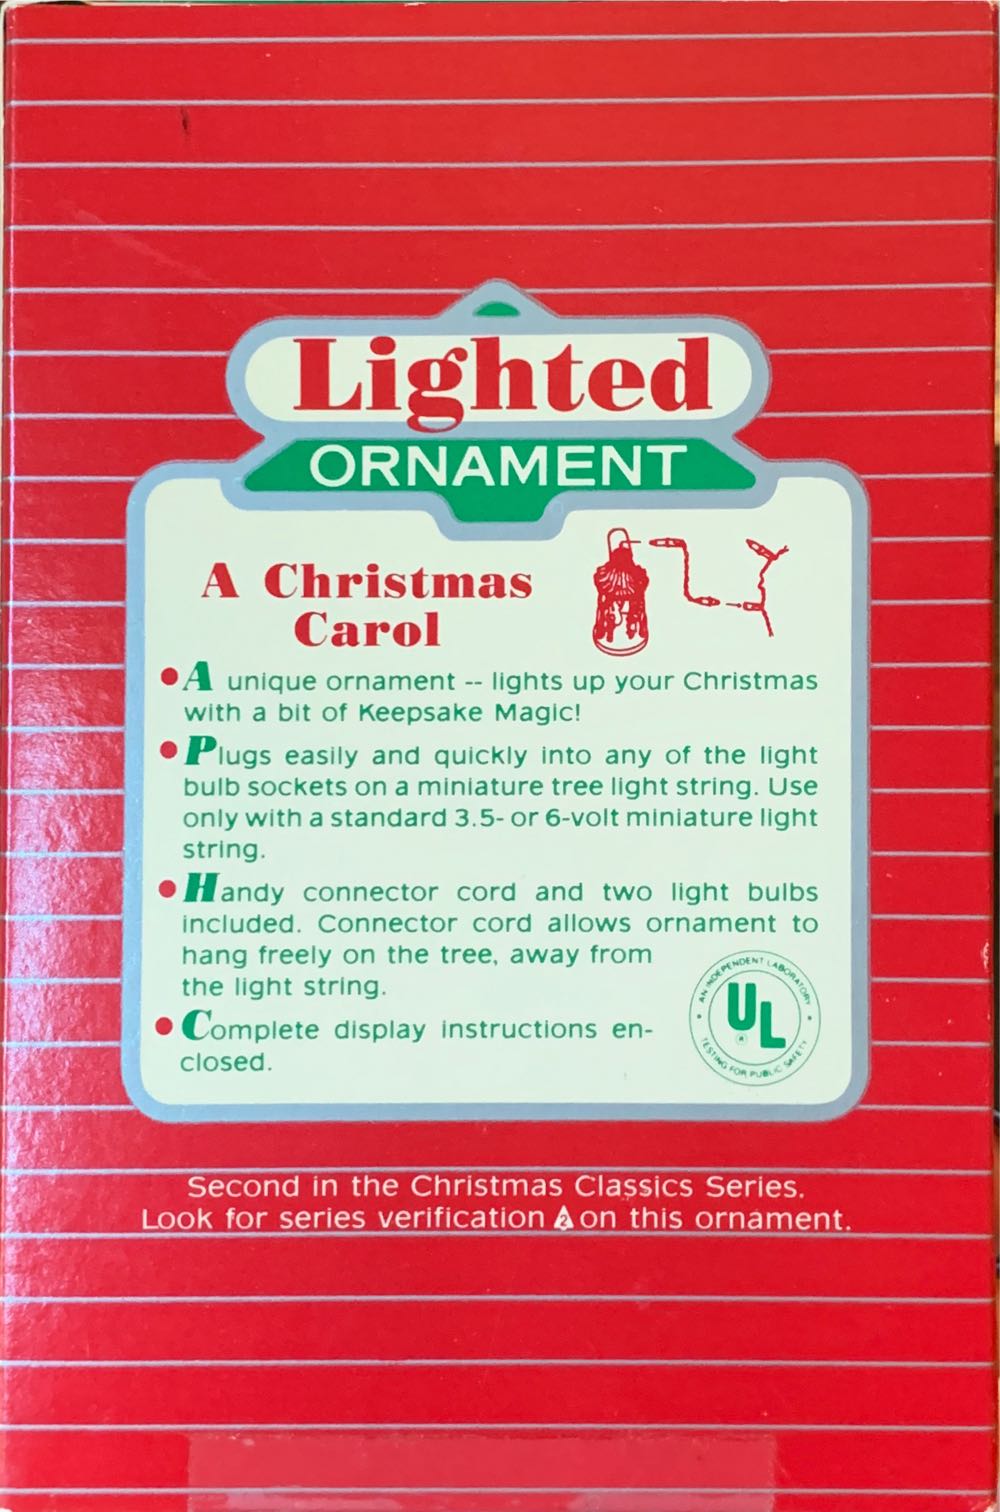 Lighted
ORNAMENT
A Christmas
Carol
•A unique ornament -- lights up your Christmas
with a bit of Keepsake Magic!
•Plugs easily and quickly into any of the light
bulb sockets on a miniature tree light string. Use
only with a standard 3.5- or 6-volt miniature light
string.
•Handy connector cord and two light bulbs
included. Connector cord allows ornament to
hang freely on the tree, away from
the light string.
•Complete display instructions en-
closed.
AN INDEPENDENT LABORATORY
UL
®
TESTING FOR PUBLIC SAFETY
Second in the Christmas Classics Series.
Look for series verification 2 on this ornament.